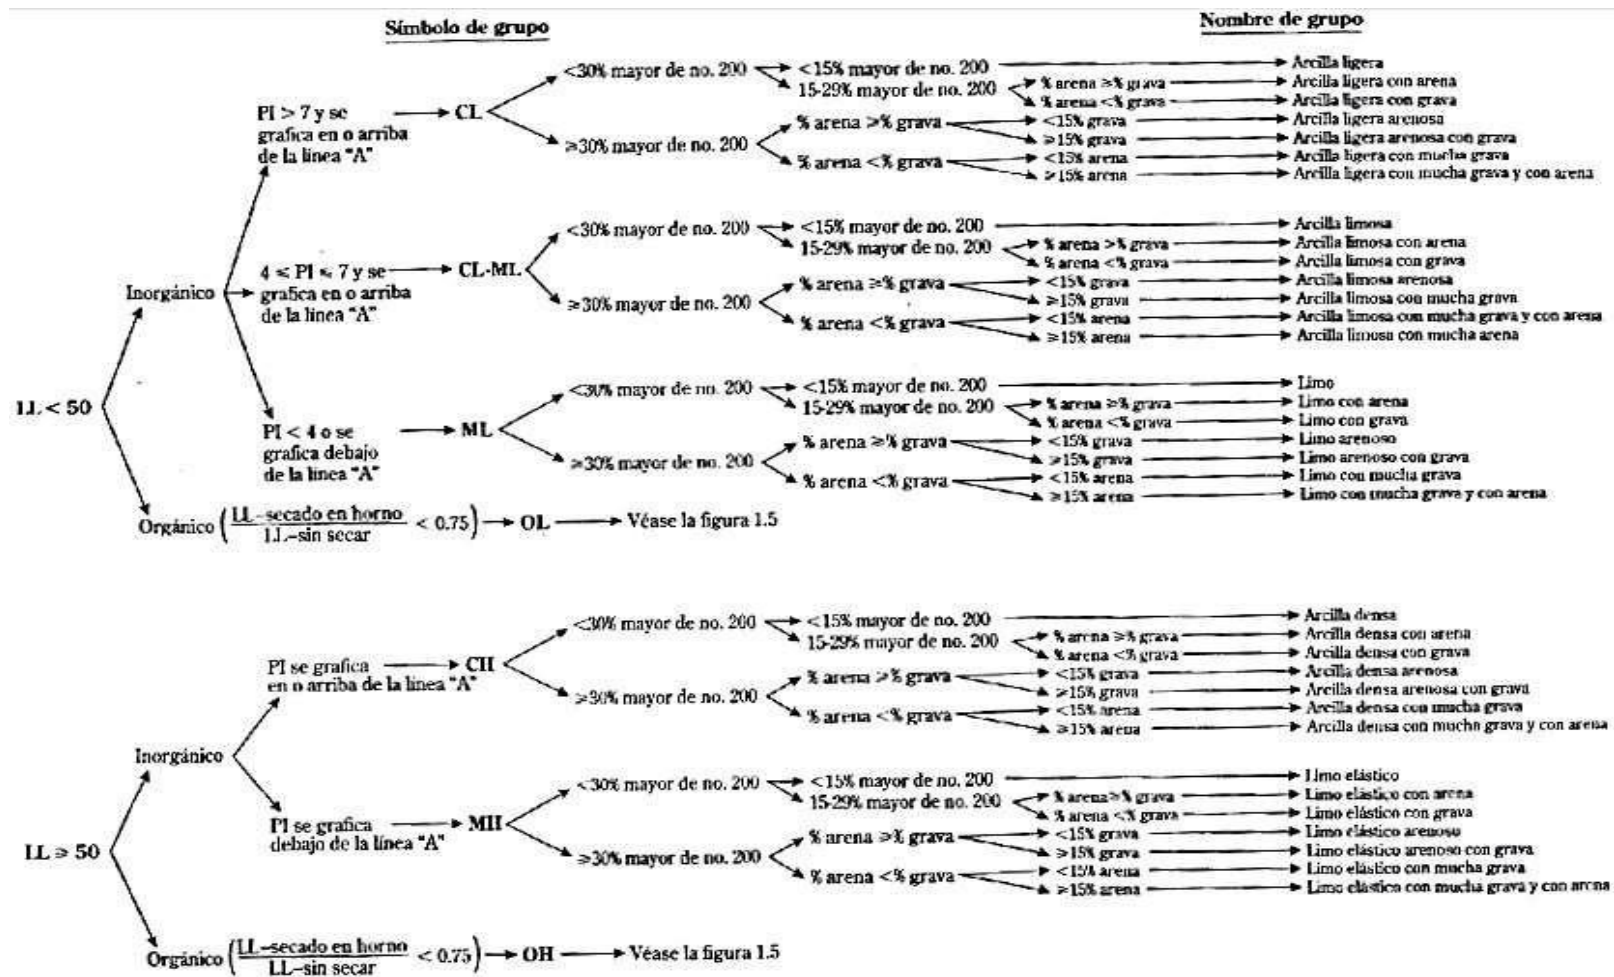 Símbolo de grupo
Nombre de grupo
<30% mayor de no. 200
<15% mayor de no. 200
Arcilla ligera
15-29% mayor de no. 200
% arena ≥% grava
Arcilla ligera con arena
% arena <% grava
Arcilla ligera con grava
PI > 7 y se
grafica en o arriba
de la línea "A"
CL
≥30% mayor de no. 200
% arena ≥% grava
<15% grava
Arcilla ligera arenosa
≥15% grava
Arcilla ligera arenosa con grava
% arena <% grava
<15% arena
Arcilla ligera con mucha grava
≥15% arena
Arcilla ligera con mucha grava y con arena
<30% mayor de no. 200
<15% mayor de no. 200
Arcilla limosa
15-29% mayor de no. 200
% arena >% grava
Arcilla limosa con arena
% arena <% grava
Arcilla limosa con grava
Inorgánico
4 ≤ PI ≤ 7 y se
grafica en o arriba
de la línea "A"
CL-ML
≥30% mayor de no. 200
% arena ≥% grava
<15% grava
Arcilla limosa arenosa
≥15% grava
Arcilla limosa con mucha grava
% arena <% grava
<15% arena
Arcilla limosa con mucha grava y con arena
≥15% arena
Arcilla limosa con mucha arena
LL < 50
<30% mayor de no. 200
<15% mayor de no. 200
Limo
15-29% mayor de no. 200
% arena ≥% grava
Limo con arena
% arena <% grava
Limo con grava
PI < 4 o se
grafica debajo
de la línea "A"
ML
≥30% mayor de no. 200
% arena ≥% grava
<15% grava
Limo arenoso
≥15% grava
Limo arenoso con grava
% arena <% grava
<15% arena
Limo con mucha grava
≥15% arena
Limo con mucha grava y con arena
Orgánico (LL–secado en horno
LL–sin secar
< 0.75)
OL
Véase la figura 1.5
<30% mayor de no. 200
<15% mayor de no. 200
Arcilla densa
15-29% mayor de no. 200
% arena ≥% grava
Arcilla densa con arena
% arena <% grava
Arcilla densa con grava
PI se grafica
en o arriba de la línea "A"
CH
≥30% mayor de no. 200
% arena ≥% grava
<15% grava
Arcilla densa arenosa
≥15% grava
Arcilla densa arenosa con grava
% arena <% grava
<15% arena
Arcilla densa con mucha grava
≥15% arena
Arcilla densa con mucha grava y con arena
Inorgánico
LL ≥ 50
<30% mayor de no. 200
<15% mayor de no. 200
Limo elástico
15-29% mayor de no. 200
% arena≥% grava
Limo elástico con arena
% arena <% grava
Limo elástico con grava
PI se grafica
debajo de la línea "A"
MH
≥30% mayor de no. 200
% arena ≥% grava
<15% grava
Limo elástico arenoso
≥15% grava
Limo elástico arenoso con grava
% arena <% grava
<15% arena
Limo elástico con mucha grava
≥15% arena
Limo elástico con mucha grava y con arena
Orgánico (LL–secado en horno
LL–sin secar
< 0.75)
OH
Véase la figura 1.5